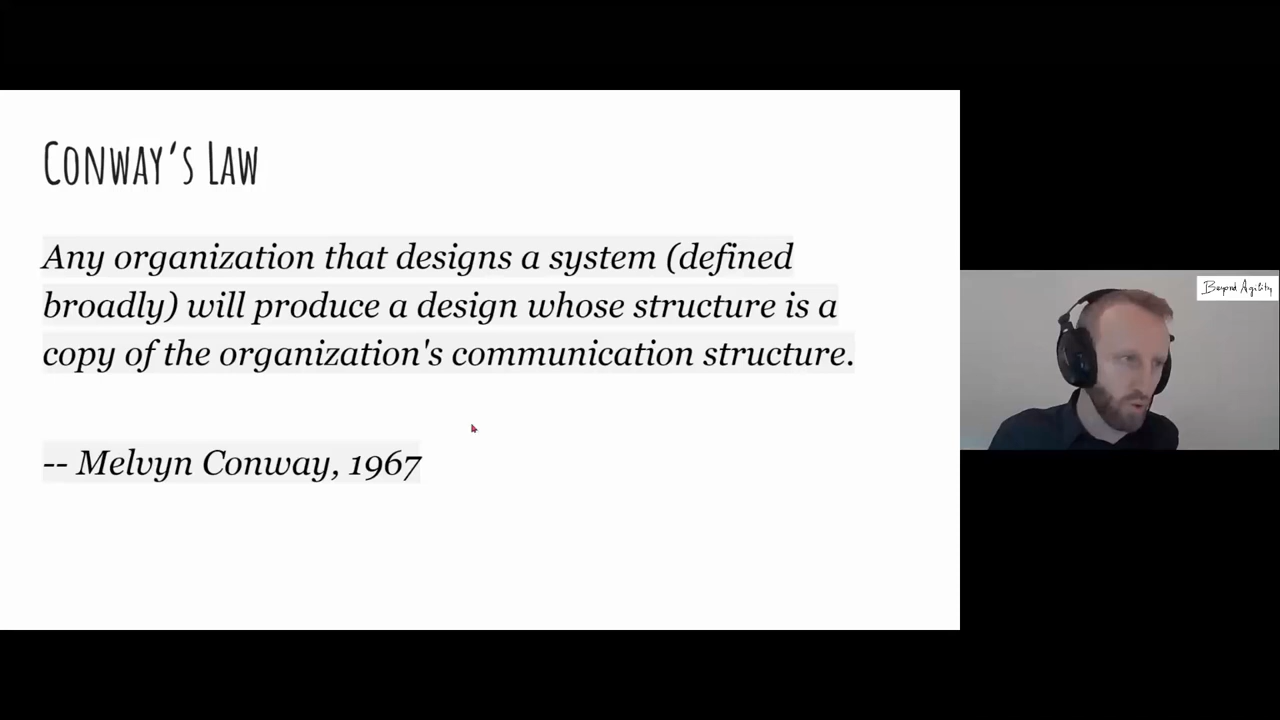 Conway‘s Law
Any organization that designs a system (defined
broadly) will produce a design whose structure is a
copy of the organization's communication structure.
-- Melvyn Conway, 1967
Beyond Agility